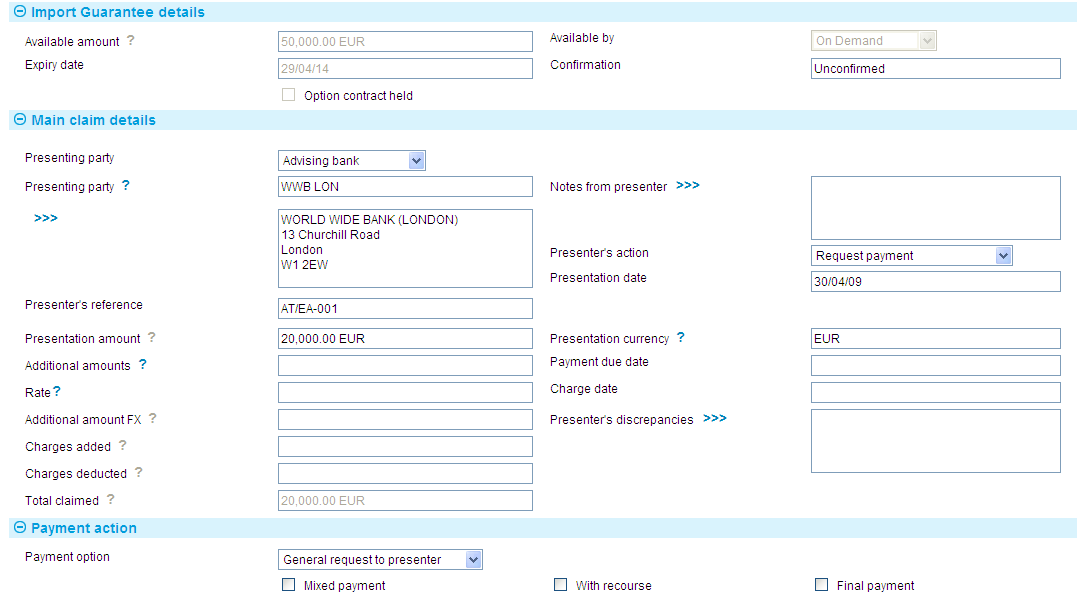 Import Guarantee details
Available amount ? 50,000.00 EUR Available by On Demand
Expiry date 29/04/14 Confirmation Unconfirmed
Option contract held
Main claim details
Presenting party Advising bank
Presenting party ? WWB LON Notes from presenter >>>
>>> WORLD WIDE BANK (LONDON)
13 Churchill Road
London
W1 2EW
Presenter's action Request payment
Presentation date 30/04/09
Presenter's reference AT/EA-001
Presentation amount ? 20,000.00 EUR Presentation currency ? EUR
Additional amounts ? Payment due date
Rate? Charge date
Additional amount FX ? Presenter's discrepancies >>>
Charges added ?
Charges deducted ?
Total claimed ? 20,000.00 EUR
Payment action
Payment option General request to presenter
Mixed payment With recourse Final payment